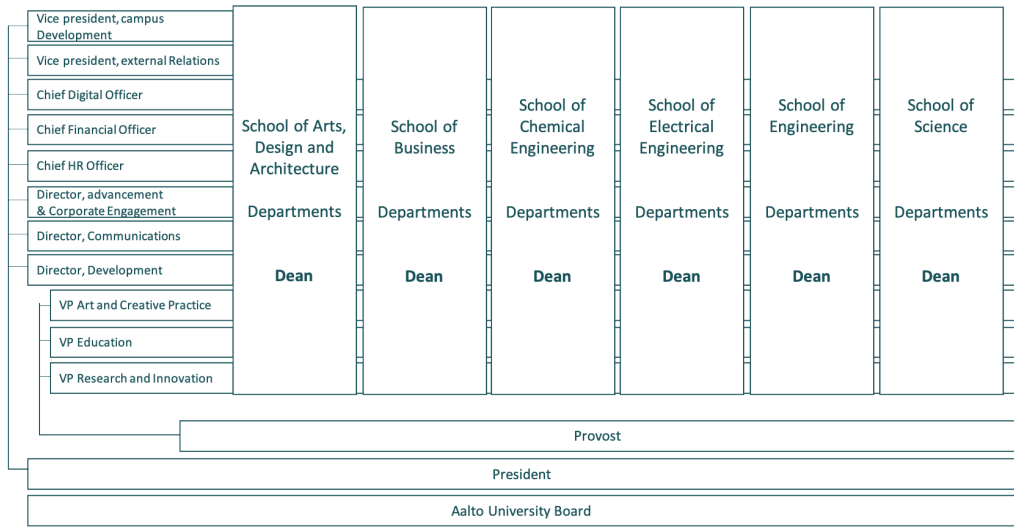 Vice president, campus
Development
Vice president, external Relations
Chief Digital Officer
Chief Financial Officer
Chief HR Officer
Director, advancement
& Corporate Engagement
Director, Communications
Director, Development
VP Art and Creative Practice
VP Education
VP Research and Innovation
School of Arts,
Design and
Architecture
Departments
Dean
School of
Business
Departments
Dean
School of
Chemical
Engineering
Departments
Dean
School of
Electrical
Engineering
Departments
Dean
School of
Engineering
Departments
Dean
School of
Science
Departments
Dean
Provost
President
Aalto University Board